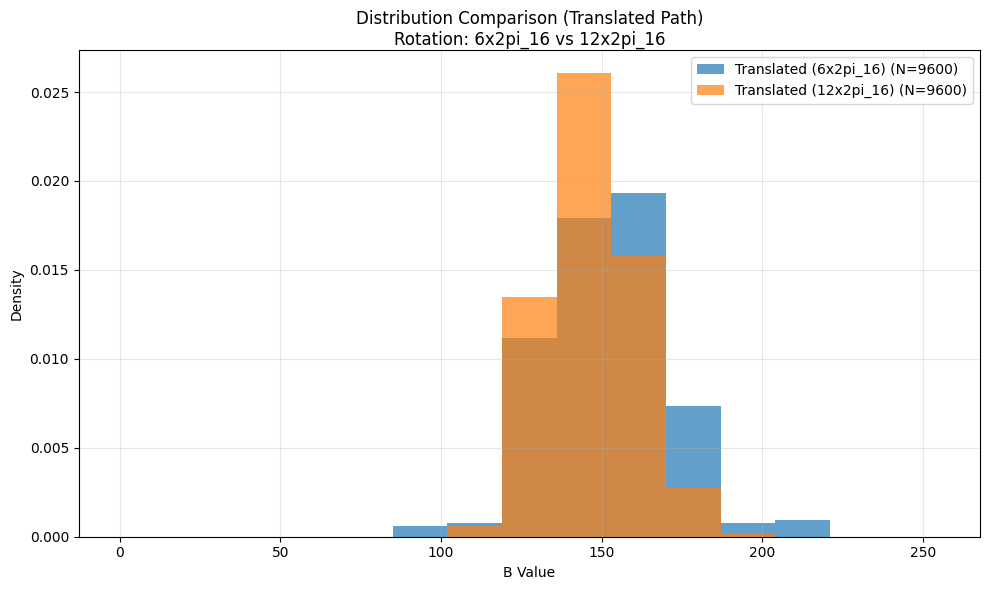 Distribution Comparison (Translated Path)
Rotation: 6x2pi_16 vs 12x2pi_16
Translated (6x2pi_16) (N=9600)
Translated (12x2pi_16) (N=9600)
Density
0.025
0.020
0.015
0.010
0.005
0.000
0 50 100 150 200 250
B Value